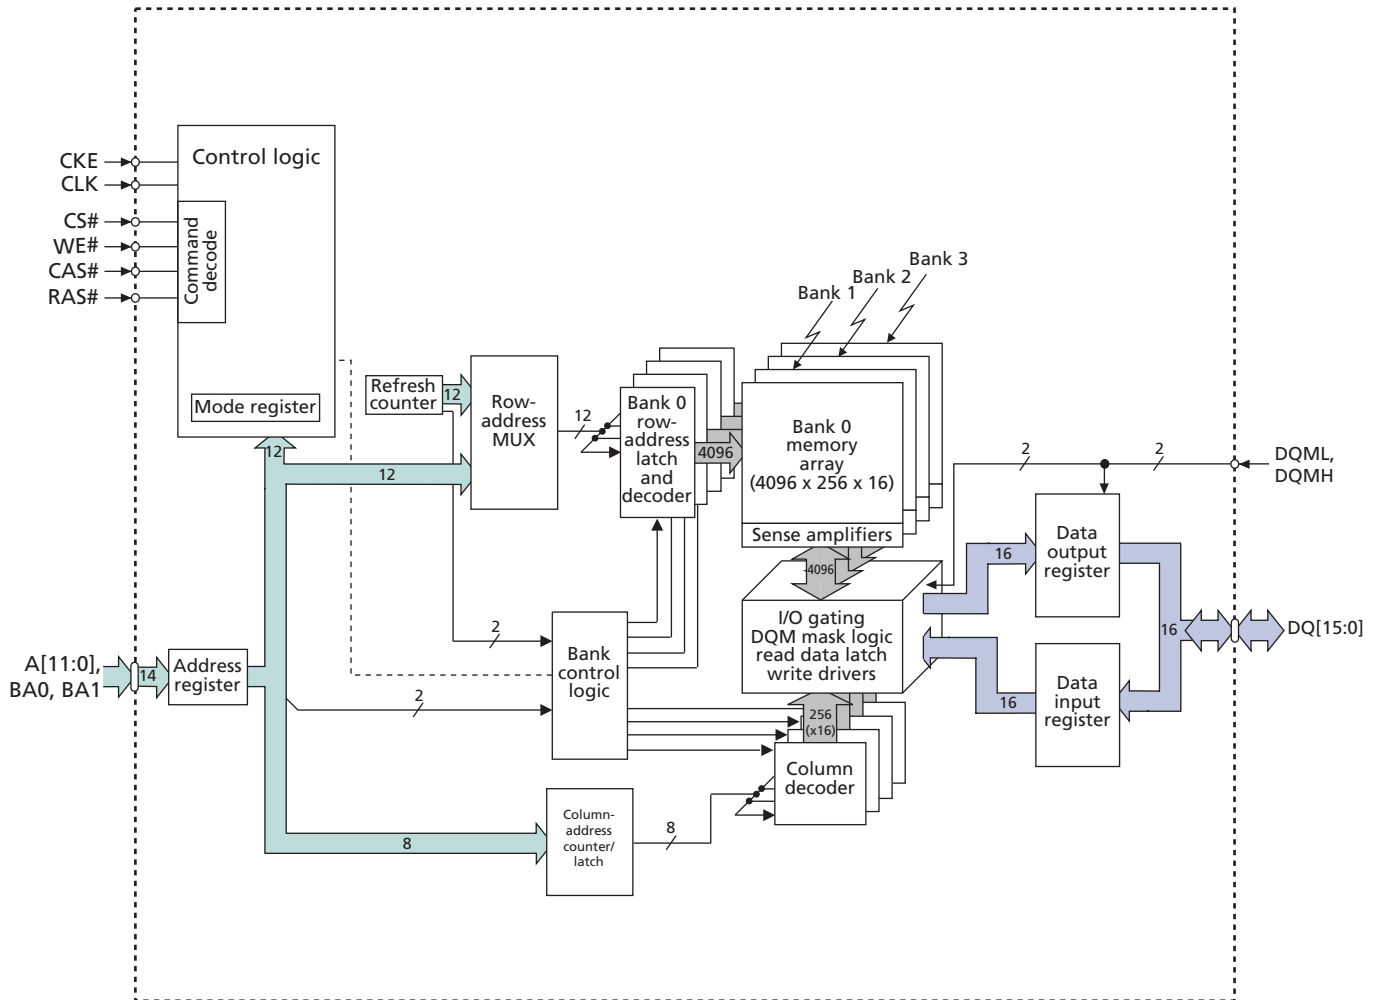 Control logic
CKE
CLK
CS#
WE#
CAS#
RAS#
Command
decode
Mode register
Bank 3
Bank 2
Bank 1
Refresh
counter
12
Row-
address
MUX
12
Bank 0
row-
address
latch
and
decoder
4096
Bank 0
memory
array
(4096 x 256 x 16)
Sense amplifiers
12
12
2
2
DQML,
DQMH
4096
16
Data
output
register
I/O gating
DQM mask logic
read data latch
write drivers
16
DQ[15:0]
2
Bank
control
logic
A[11:0],
BA0, BA1
14
Address
register
2
16
Data
input
register
256
(x16)
Column
decoder
Column-
address
counter/
latch
8
8